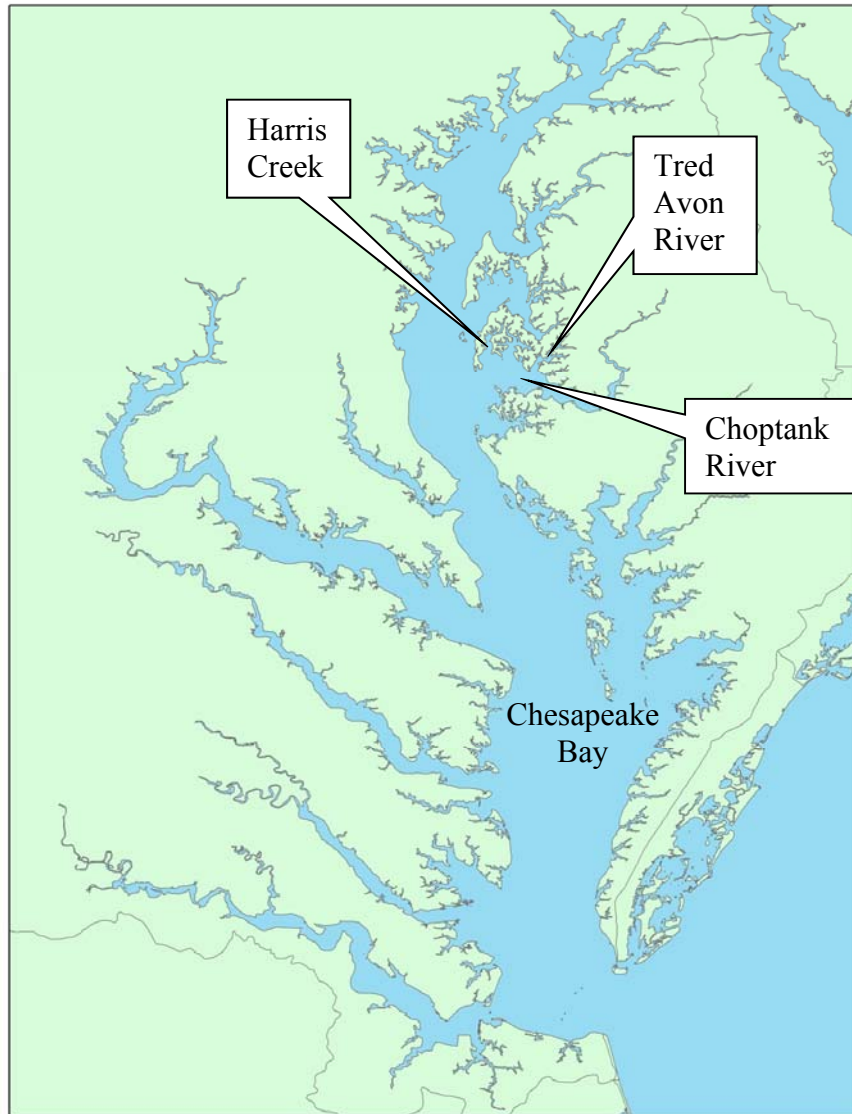 Harris
Creek
Tred
Avon
River
Choptank
River
Chesapeake
Bay